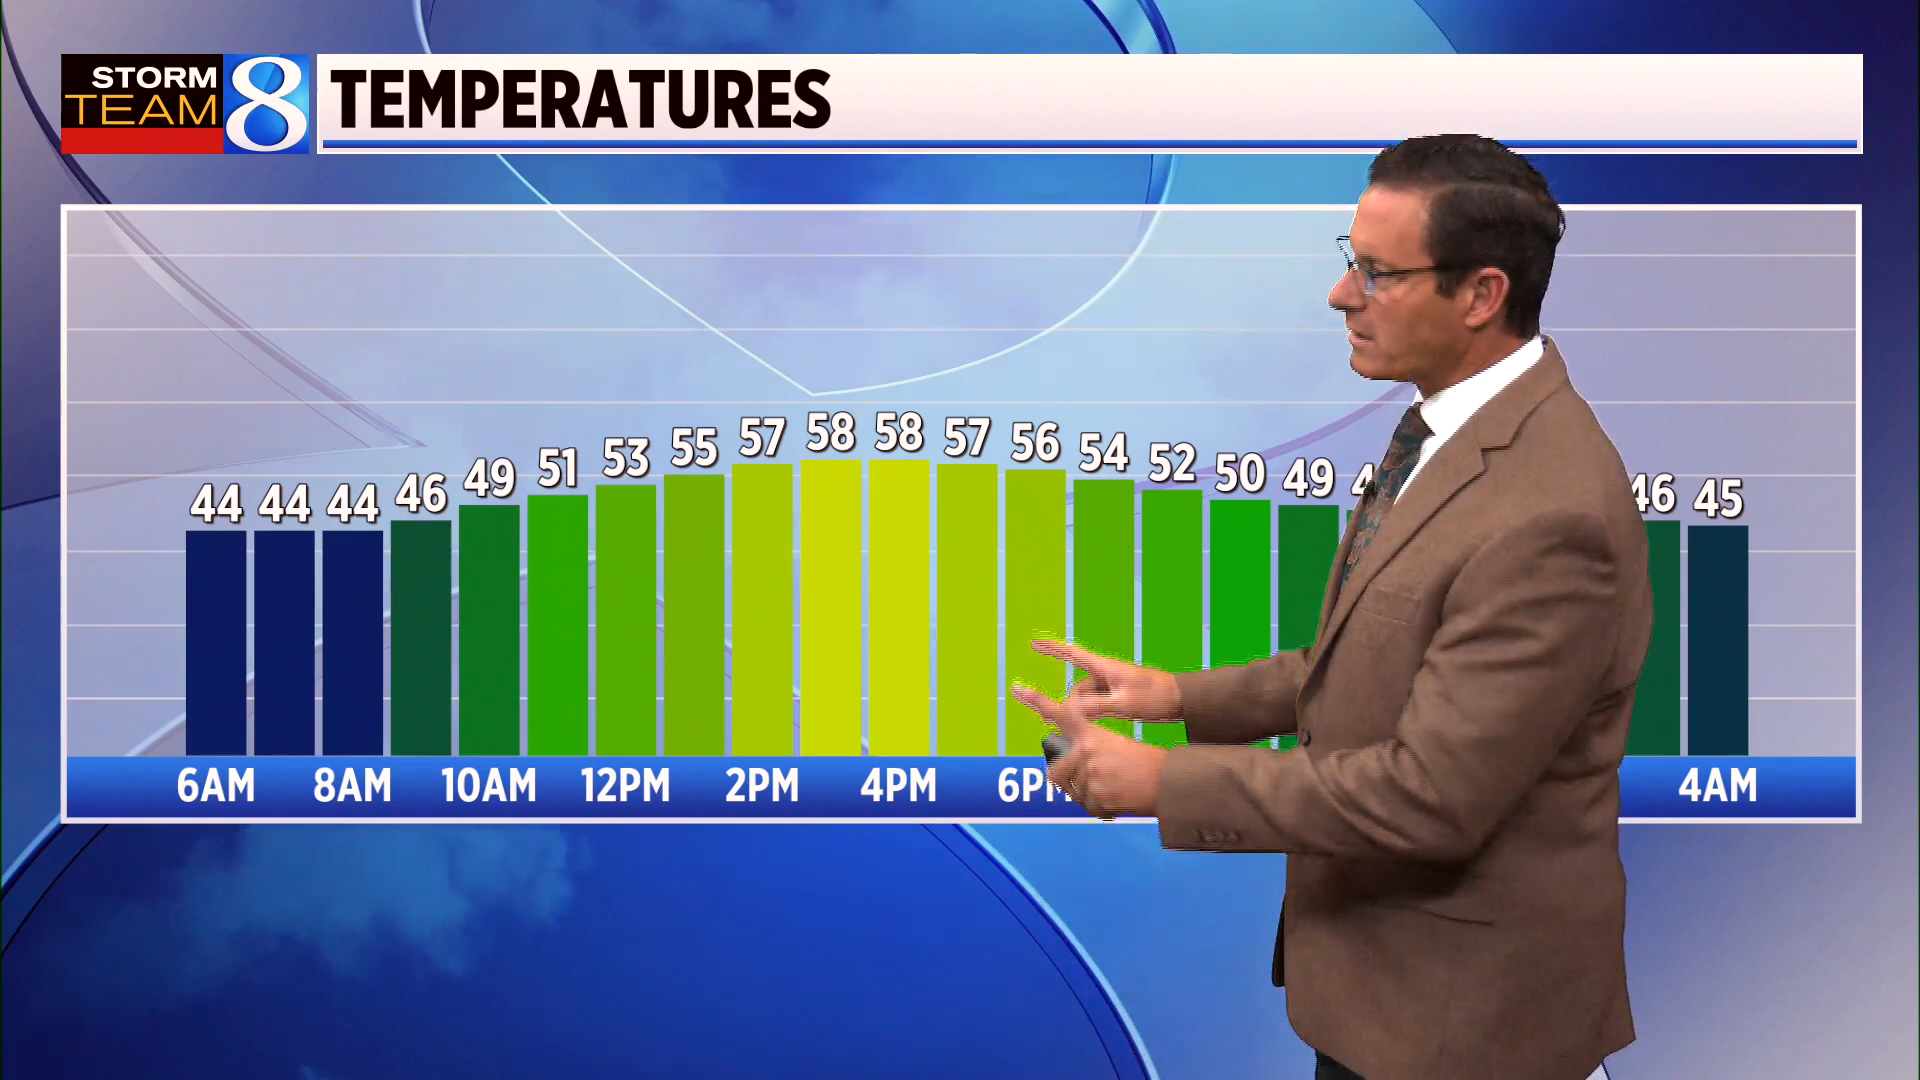 STORM
TEAM 8
TEMPERATURES
44 44 44 46 49 51 53 55 57 58 58 57 56 54 52 50 49 46 45
6AM 8AM 10AM 12PM 2PM 4PM 6PM 4AM